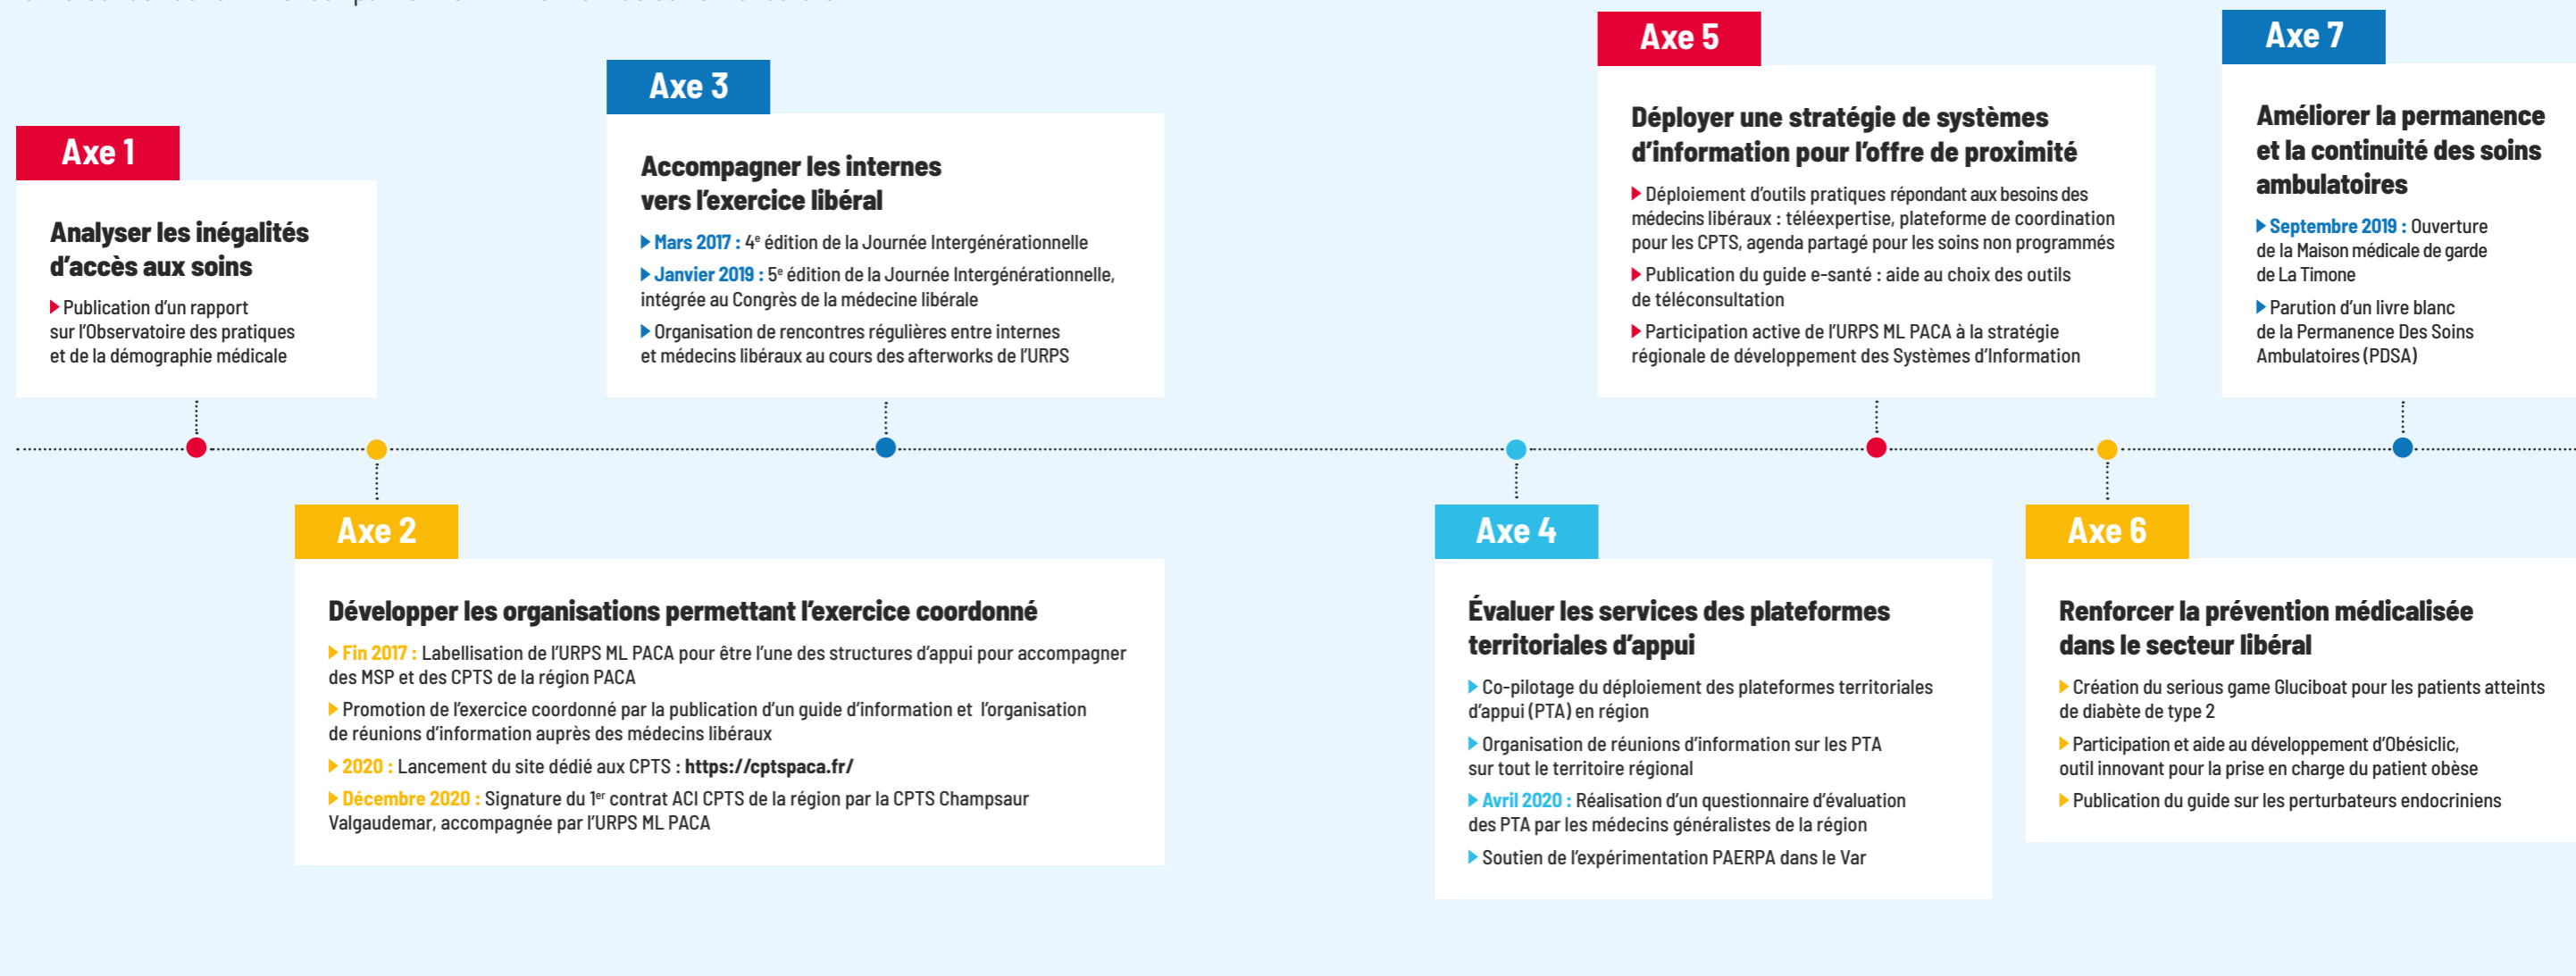 Axe 1
Analyser les inégalités
d'accès aux soins
Publication d'un rapport
sur l'Observatoire des pratiques
et de la démographie médicale
Axe 2
Développer les organisations permettant l'exercice coordonné
Fin 2017 : Labellisation de l'URPS ML PACA pour être l'une des structures d'appui pour accompagner
des MSP et des CPTS de la région PACA
Promotion de l'exercice coordonné par la publication d'un guide d'information et l'organisation
de réunions d'information auprès des médecins libéraux
2020 : Lancement du site dédié aux CPTS : https://cptspaca.fr/
Décembre 2020 : Signature du 1er contrat ACI CPTS de la région par la CPTS Champsaur
Valgaudemar, accompagnée par l'URPS ML PACA
Axe 3
Accompagner les internes
vers l'exercice libéral
Mars 2017 : 4e édition de la Journée Intergénérationnelle
Janvier 2019 : 5e édition de la Journée Intergénérationnelle,
intégrée au Congrès de la médecine libérale
Organisation de rencontres régulières entre internes
et médecins libéraux au cours des afterworks de l'URPS
Axe 4
Évaluer les services des plateformes
territoriales d'appui
Co-pilotage du déploiement des plateformes territoriales
d'appui (PTA) en région
Organisation de réunions d'information sur les PTA
sur tout le territoire régional
Avril 2020 : Réalisation d'un questionnaire d'évaluation
des PTA par les médecins généralistes de la région
Soutien de l'expérimentation PAERPA dans le Var
Axe 5
Déployer une stratégie de systèmes
d'information pour l'offre de proximité
Déploiement d'outils pratiques répondant aux besoins des
médecins libéraux : téléexpertise, plateforme de coordination
pour les CPTS, agenda partagé pour les soins non programmés
Publication du guide e-santé : aide au choix des outils
de téléconsultation
Participation active de l'URPS ML PACA à la stratégie
régionale de développement des Systèmes d'Information
Axe 6
Renforcer la prévention médicalisée
dans le secteur libéral
Création du serious game Gluciboat pour les patients atteints
de diabète de type 2
Participation et aide au développement d'Obésiclic,
outil innovant pour la prise en charge du patient obèse
Publication du guide sur les perturbateurs endocriniens
Axe 7
Améliorer la permanence
et la continuité des soins
ambulatoires
Septembre 2019 : Ouverture
de la Maison médicale de garde
de La Timone
Parution d'un livre blanc
de la Permanence Des Soins
Ambulatoires (PDSA)